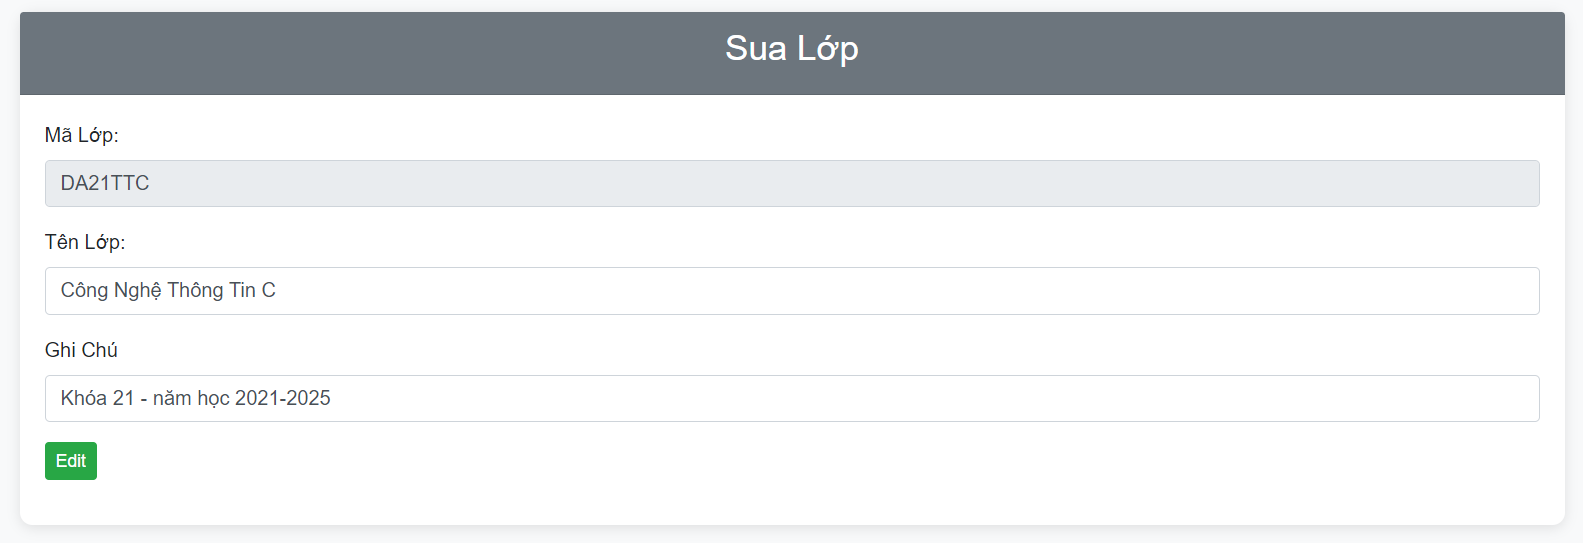 Sua Lớp
Mã Lớp:
DA21TTC
Tên Lớp:
Công Nghệ Thông Tin C
Ghi Chú
Khóa 21 - năm học 2021-2025
Edit